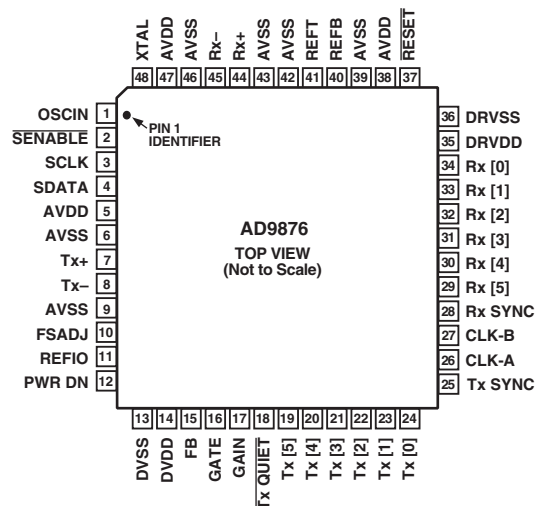 XTAL
AVDD
AVSS
Rx–
Rx+
AVSS
AVSS
REFT
REFB
AVSS
AVDD
RESET
48 47 46 45 44 43 42 41 40 39 38 37
OSCIN 1
SENABLE 2
SCLK 3
SDATA 4
AVDD 5
AVSS 6
Tx+ 7
Tx– 8
AVSS 9
FSADJ 10
REFIO 11
PWR DN 12
PIN 1
IDENTIFIER
AD9876
TOP VIEW
(Not to Scale)
36 DRVSS
35 DRVDD
34 Rx [0]
33 Rx [1]
32 Rx [2]
31 Rx [3]
30 Rx [4]
29 Rx [5]
28 Rx SYNC
27 CLK-B
26 CLK-A
25 Tx SYNC
13 14 15 16 17 18 19 20 21 22 23 24
DVSS
DVDD
FB
GATE
GAIN
Tx QUIET
Tx [5]
Tx [4]
Tx [3]
Tx [2]
Tx [1]
Tx [0]